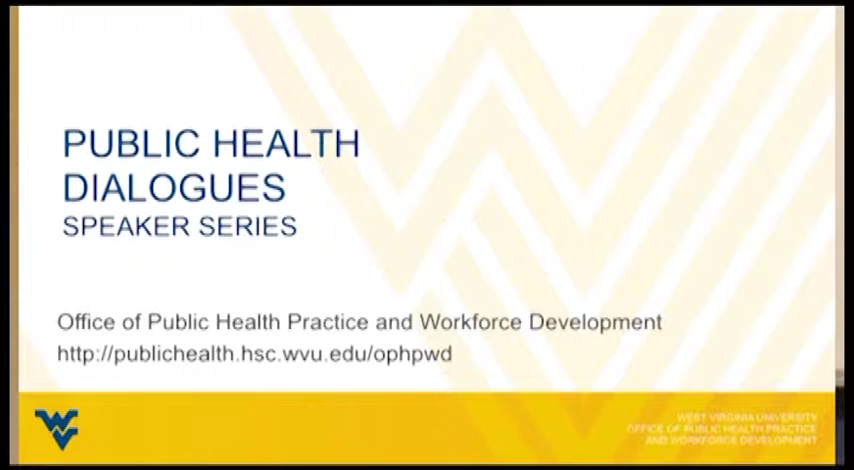 PUBLIC HEALTH
DIALOGUES
SPEAKER SERIES
Office of Public Health Practice and Workforce Development
http://publichealth.hsc.wvu.edu/ophpwd
WEST VIRGINIA UNIVERSITY
OFFICE OF PUBLIC HEALTH PRACTICE
AND WORKFORCE DEVELOPMENT